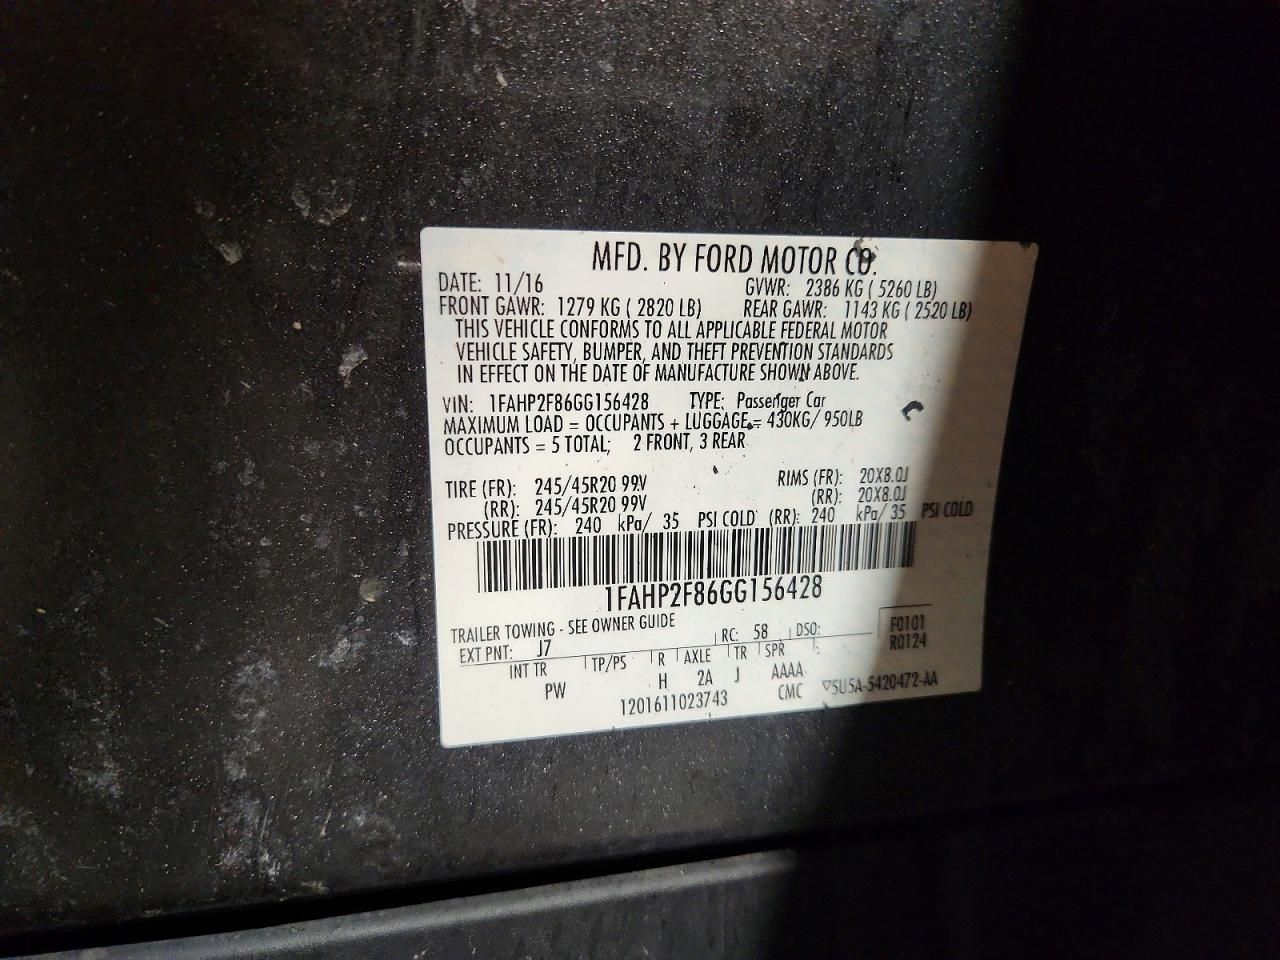 MFD. BY FORD MOTOR CO.
DATE: 11/16 GVWR: 2386 KG ( 5260 LB)
FRONT GAWR: 1279 KG ( 2820 LB) REAR GAWR: 1143 KG ( 2520 LB)
THIS VEHICLE CONFORMS TO ALL APPLICABLE FEDERAL MOTOR
VEHICLE SAFETY, BUMPER, AND THEFT PREVENTION STANDARDS
IN EFFECT ON THE DATE OF MANUFACTURE SHOWN ABOVE.
VIN: 1FAHP2F86GG156428 TYPE: Passenger Car
MAXIMUM LOAD = OCCUPANTS + LUGGAGE = 430KG/ 950LB
OCCUPANTS = 5 TOTAL; 2 FRONT, 3 REAR
TIRE (FR): 245/45R20 99V RIMS (FR): 20X8.0J
(RR): 245/45R20 99V (RR): 20X8.0J
PRESSURE (FR): 240 kPa/ 35 PSI COLD (RR): 240 kPa/ 35 PSI COLD
1FAHP2F86GG156428
TRAILER TOWING - SEE OWNER GUIDE
EXT PNT: J7 RC: 58 DSO: F0101
R0124
INT TR TP/PS R AXLE TR SPR
PW H 2A J AAAA
1201611023743 CMC ▽5U5A-5420472-AA